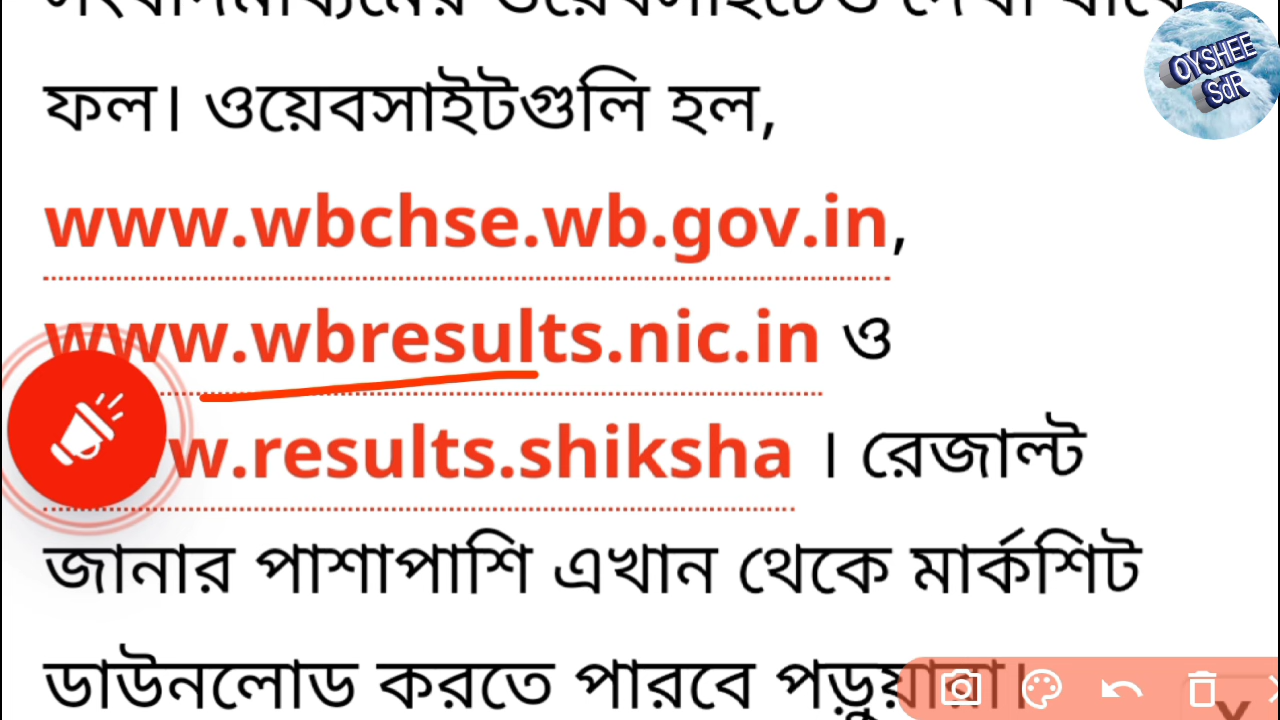 ফল। ওয়েবসাইটগুলি হল,
OYSHEE
SdR
www.wbchse.wb.gov.in,
www.wbresults.nic.in ও
w.results.shiksha । রেজাল্ট
জানার পাশাপাশি এখান থেকে মার্কশিট
ডাউনলোড করতে পারবে পড়ুয়ারা।